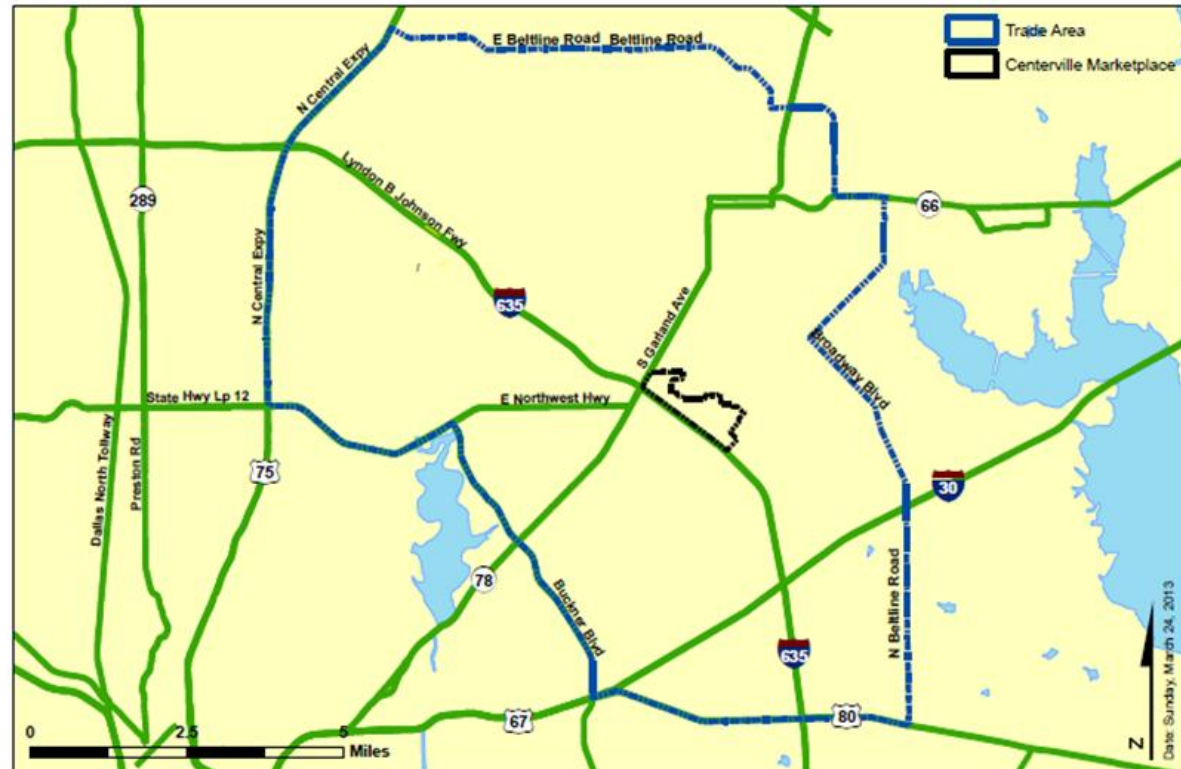 Trade Area
Centerville Marketplace
E Beltline Road Beltline Road
N Central Expy
Lyndon B Johnson Fwy
289
66
N Central Expy
635
S Garland Ave
Broadway Blvd
State Hwy Lp 12
E Northwest Hwy
Dallas North Tollway
Preston Rd
75
30
78
Buckner Blvd
N Beltline Road
635
67
80
0 2.5 5
Miles
N
Date: Sunday, March 24, 2013